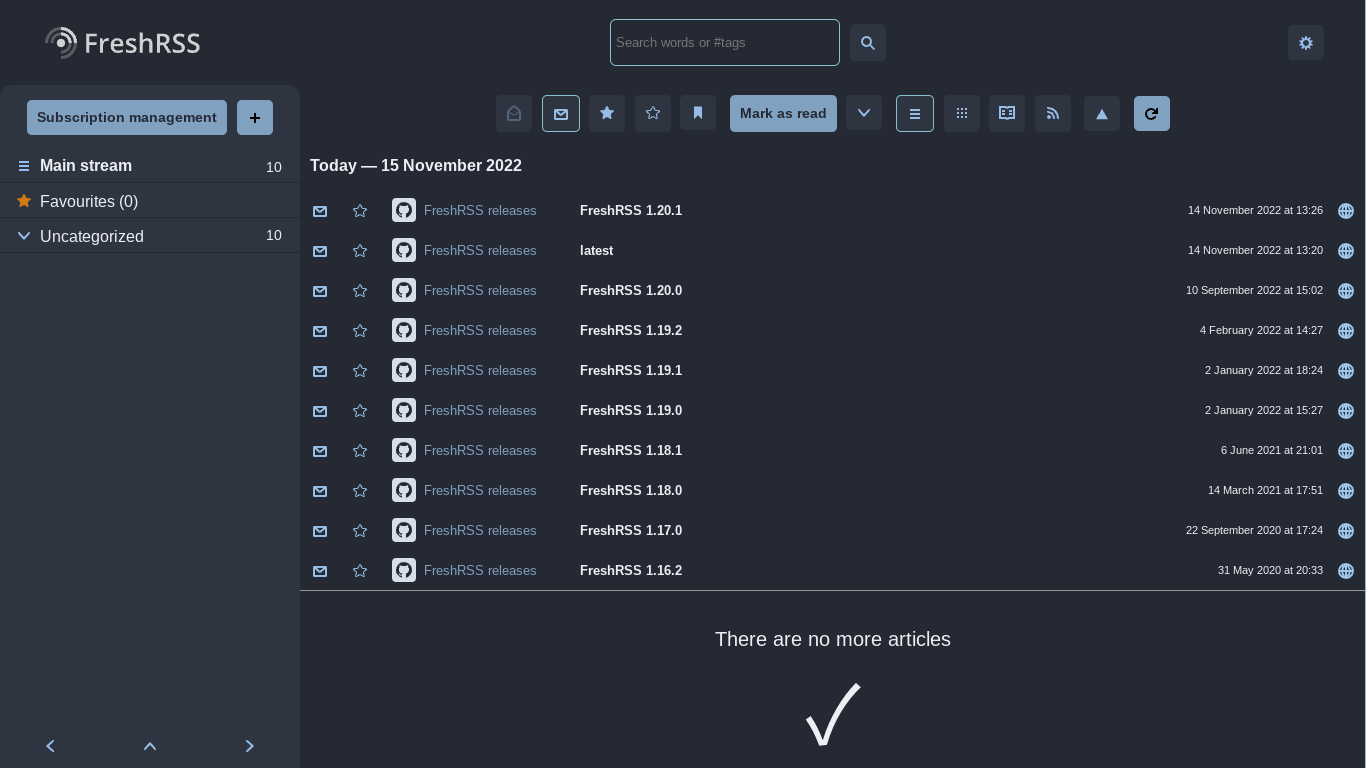 FreshRSS
Search words or #tags
Subscription management
Mark as read
Main stream 10
Favourites (0)
Uncategorized 10
Today — 15 November 2022
FreshRSS releases FreshRSS 1.20.1 14 November 2022 at 13:26
FreshRSS releases latest 14 November 2022 at 13:20
FreshRSS releases FreshRSS 1.20.0 10 September 2022 at 15:02
FreshRSS releases FreshRSS 1.19.2 4 February 2022 at 14:27
FreshRSS releases FreshRSS 1.19.1 2 January 2022 at 18:24
FreshRSS releases FreshRSS 1.19.0 2 January 2022 at 15:27
FreshRSS releases FreshRSS 1.18.1 6 June 2021 at 21:01
FreshRSS releases FreshRSS 1.18.0 14 March 2021 at 17:51
FreshRSS releases FreshRSS 1.17.0 22 September 2020 at 17:24
FreshRSS releases FreshRSS 1.16.2 31 May 2020 at 20:33
There are no more articles